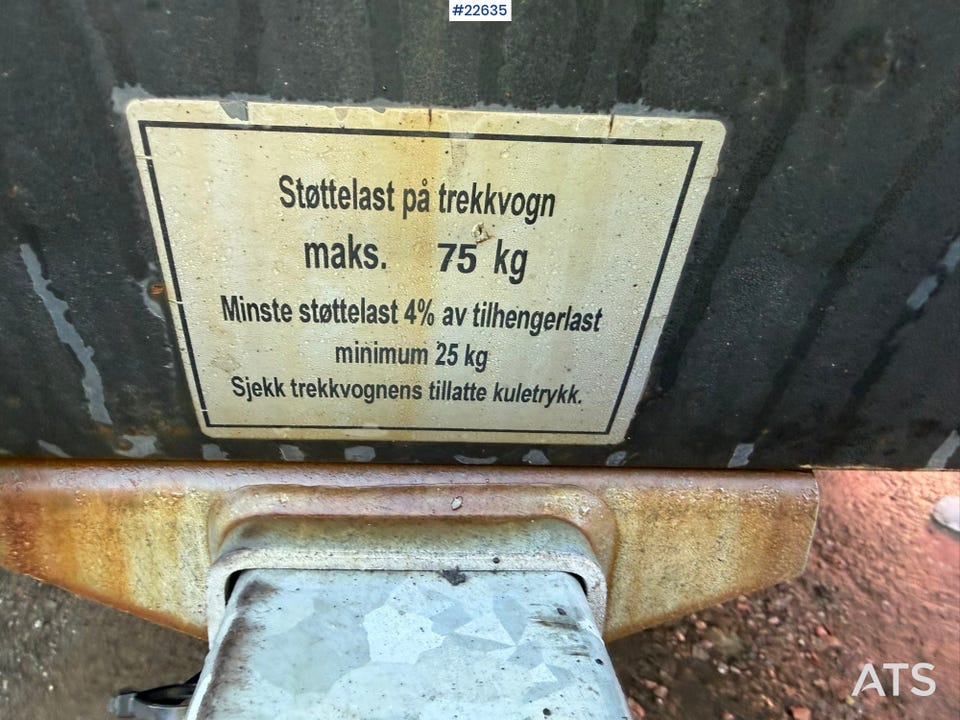 #22635
Støttelast på trekkvogn
maks. 75 kg
Minste støttelast 4% av tilhengerlast
minimum 25 kg
Sjekk trekkvognens tillatte kuletrykk.
ATS